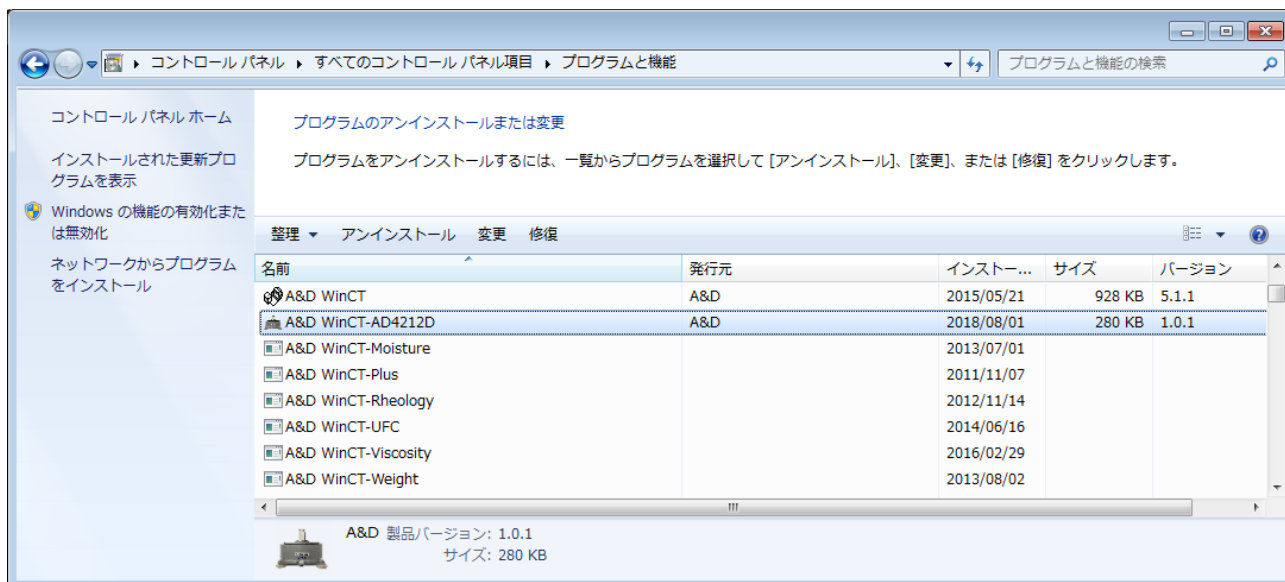 コントロール パネル ▸ すべてのコントロール パネル項目 ▸ プログラムと機能
プログラムと機能の検索
コントロール パネル ホーム
インストールされた更新プロ
グラムを表示
Windows の機能の有効化また
は無効化
ネットワークからプログラム
をインストール
プログラムのアンインストールまたは変更
プログラムをアンインストールするには、一覧からプログラムを選択して [アンインストール]、[変更]、または [修復] をクリックします。
整理 ▼ アンインストール 変更 修復
名前 発行元 インストー... サイズ バージョン
A&D WinCT A&D 2015/05/21 928 KB 5.1.1
A&D WinCT-AD4212D A&D 2018/08/01 280 KB 1.0.1
A&D WinCT-Moisture 2013/07/01
A&D WinCT-Plus 2011/11/07
A&D WinCT-Rheology 2012/11/14
A&D WinCT-UFC 2014/06/16
A&D WinCT-Viscosity 2016/02/29
A&D WinCT-Weight 2013/08/02
A&D 製品バージョン: 1.0.1
サイズ: 280 KB